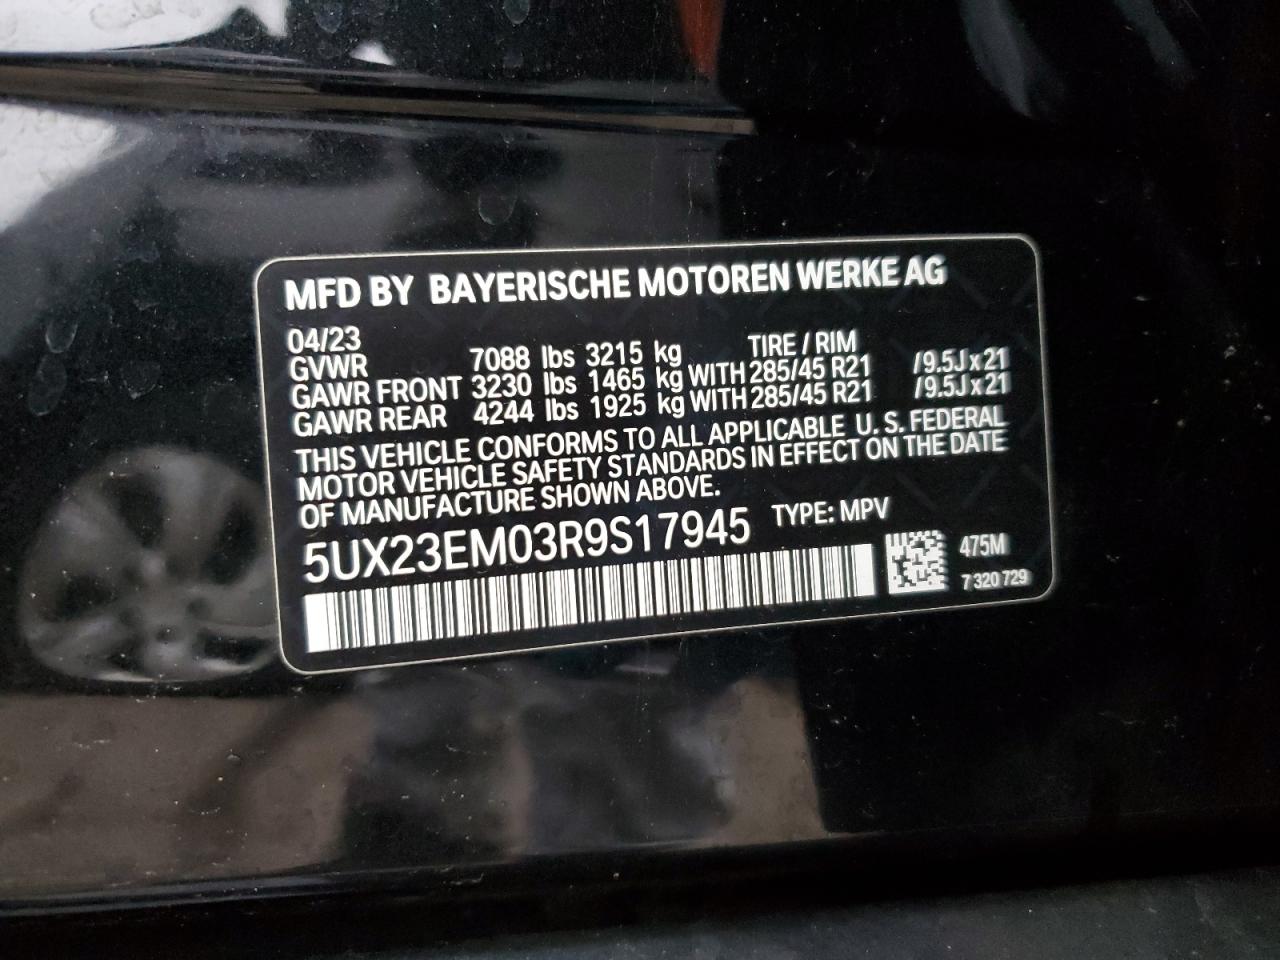 MFD BY BAYERISCHE MOTOREN WERKE AG
04/23 TIRE / RIM
GVWR 7088 lbs 3215 kg
GAWR FRONT 3230 lbs 1465 kg WITH 285/45 R21 /9.5J x 21
GAWR REAR 4244 lbs 1925 kg WITH 285/45 R21 /9.5J x 21
THIS VEHICLE CONFORMS TO ALL APPLICABLE U. S. FEDERAL
MOTOR VEHICLE SAFETY STANDARDS IN EFFECT ON THE DATE
OF MANUFACTURE SHOWN ABOVE.
5UX23EM03R9S17945 TYPE: MPV
475M
7 320 729